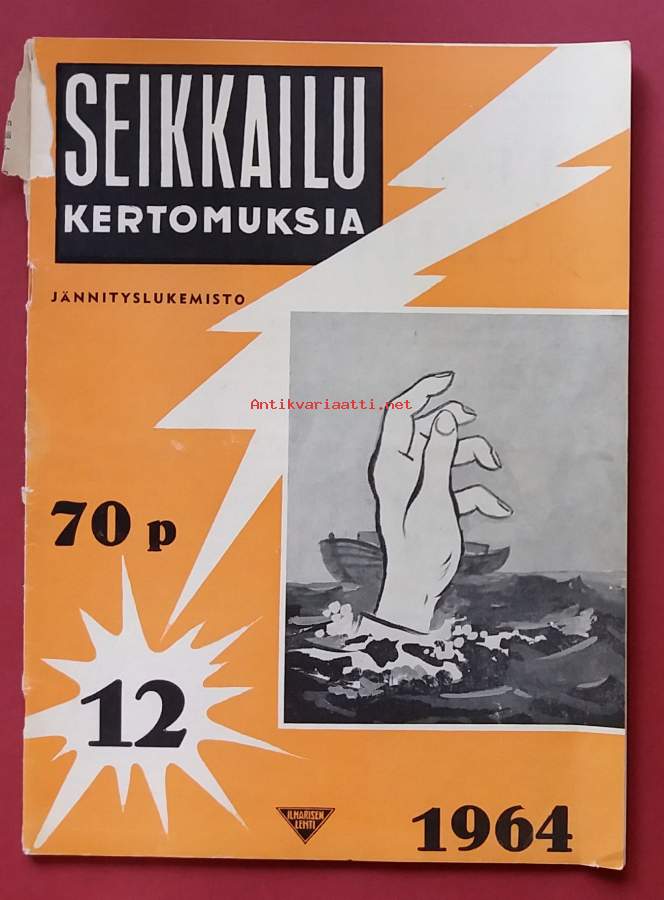 SEIKKAILU
KERTOMUKSIA
JÄNNITYSLUKEMISTO
Antikvariaatti.net
70 p
12
ILMARISEN
LEHTI
1964